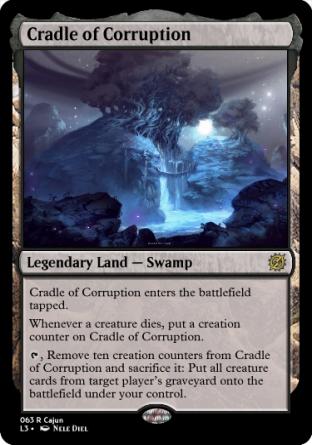 Cradle of Corruption
Legendary Land — Swamp
Cradle of Corruption enters the battlefield
tapped.
Whenever a creature dies, put a creation
counter on Cradle of Corruption.
, Remove ten creation counters from Cradle
of Corruption and sacrifice it: Put all creature
cards from target player's graveyard onto the
battlefield under your control.
063 R Cajun
L3 • Nele Diel